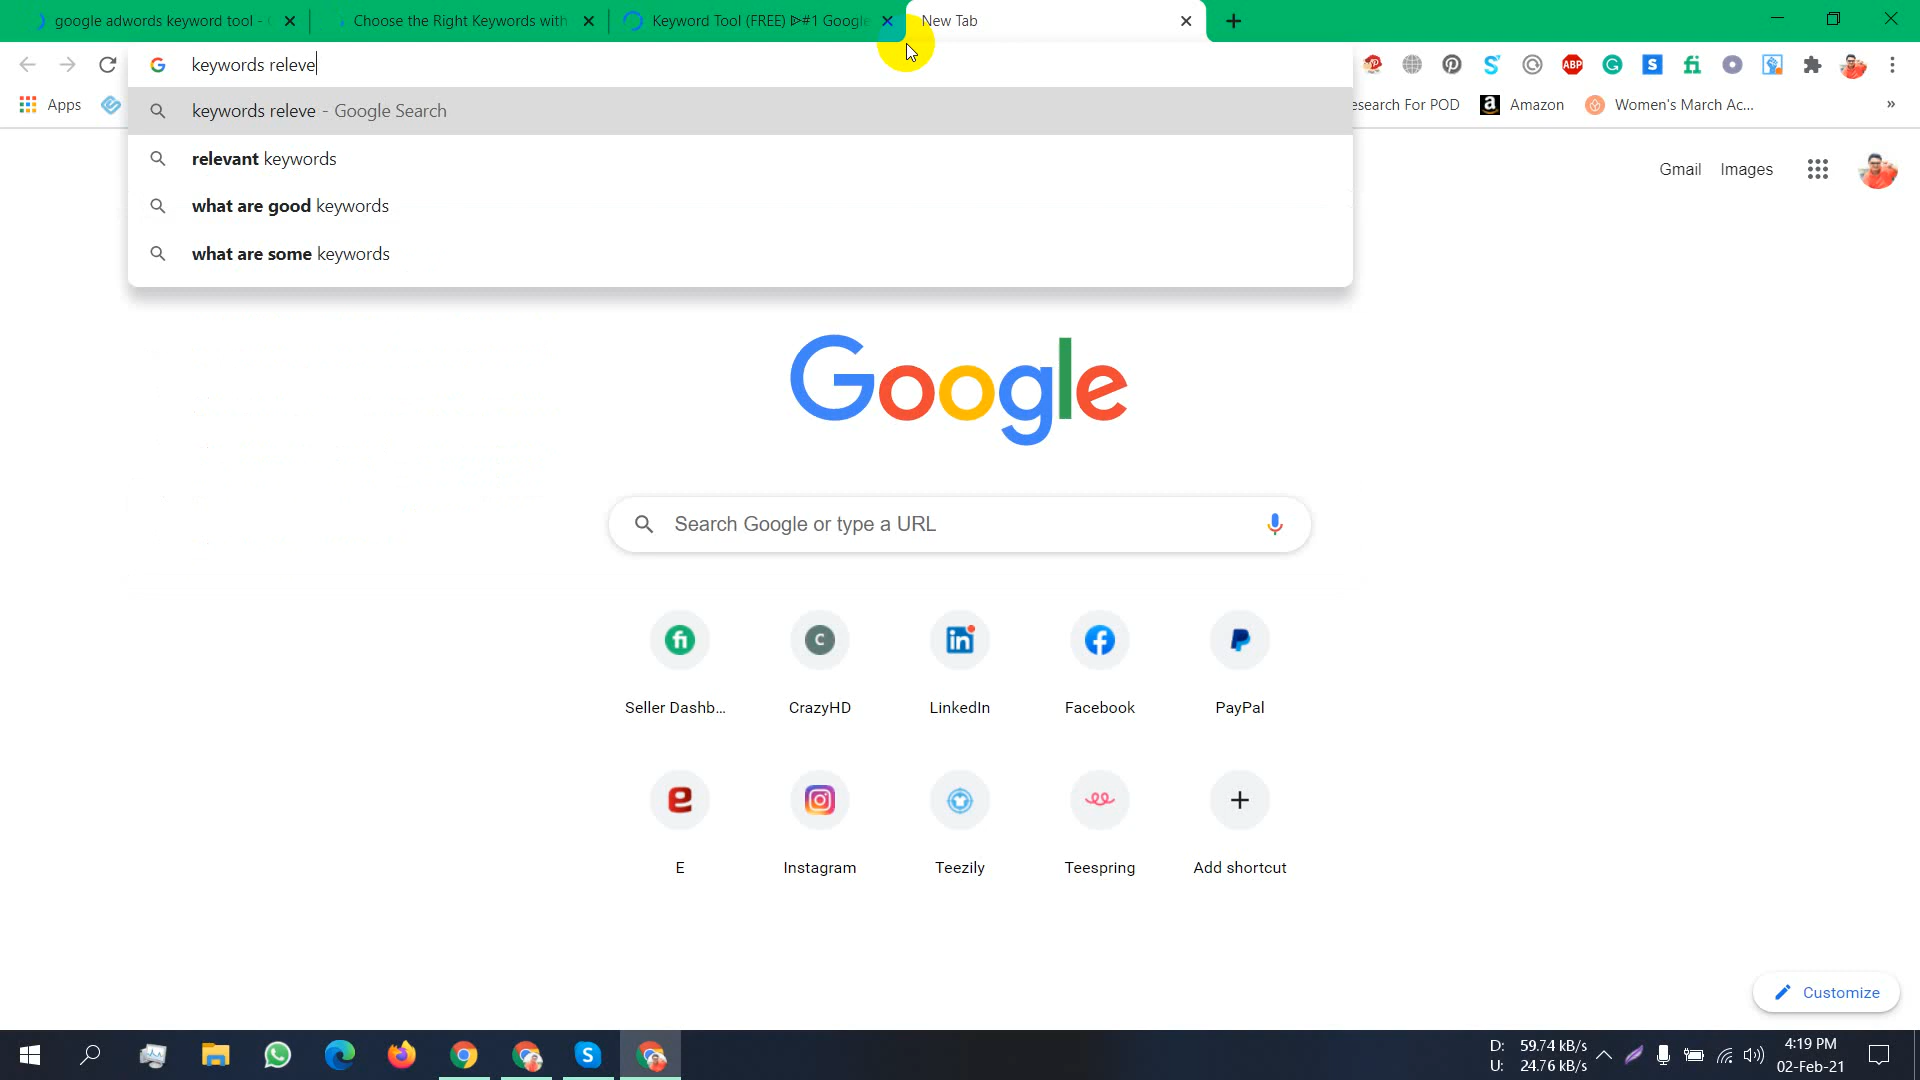 google adwords keyword tool -
Choose the Right Keywords with
Keyword Tool (FREE) ᐈ#1 Google
New Tab
keywords releve
Apps
esearch For POD
Amazon
Women's March Ac...
»
keywords releve - Google Search
relevant keywords
what are good keywords
what are some keywords
Gmail
Images
Google
Search Google or type a URL
Seller Dashb...
CrazyHD
LinkedIn
Facebook
PayPal
E
Instagram
Teezily
Teespring
Add shortcut
Customize
D: 59.74 kB/s
U: 24.76 kB/s
4:19 PM
02-Feb-21